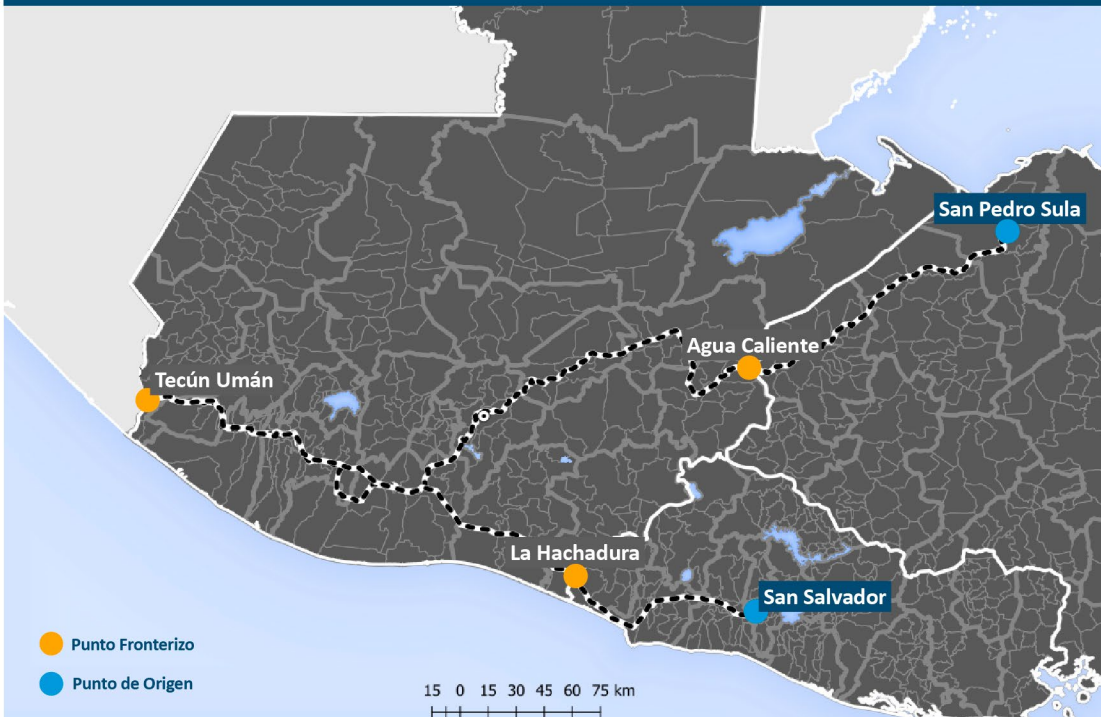 San Pedro Sula
Agua Caliente
Tecún Umán
La Hachadura
San Salvador
Punto Fronterizo
Punto de Origen
15 0 15 30 45 60 75 km